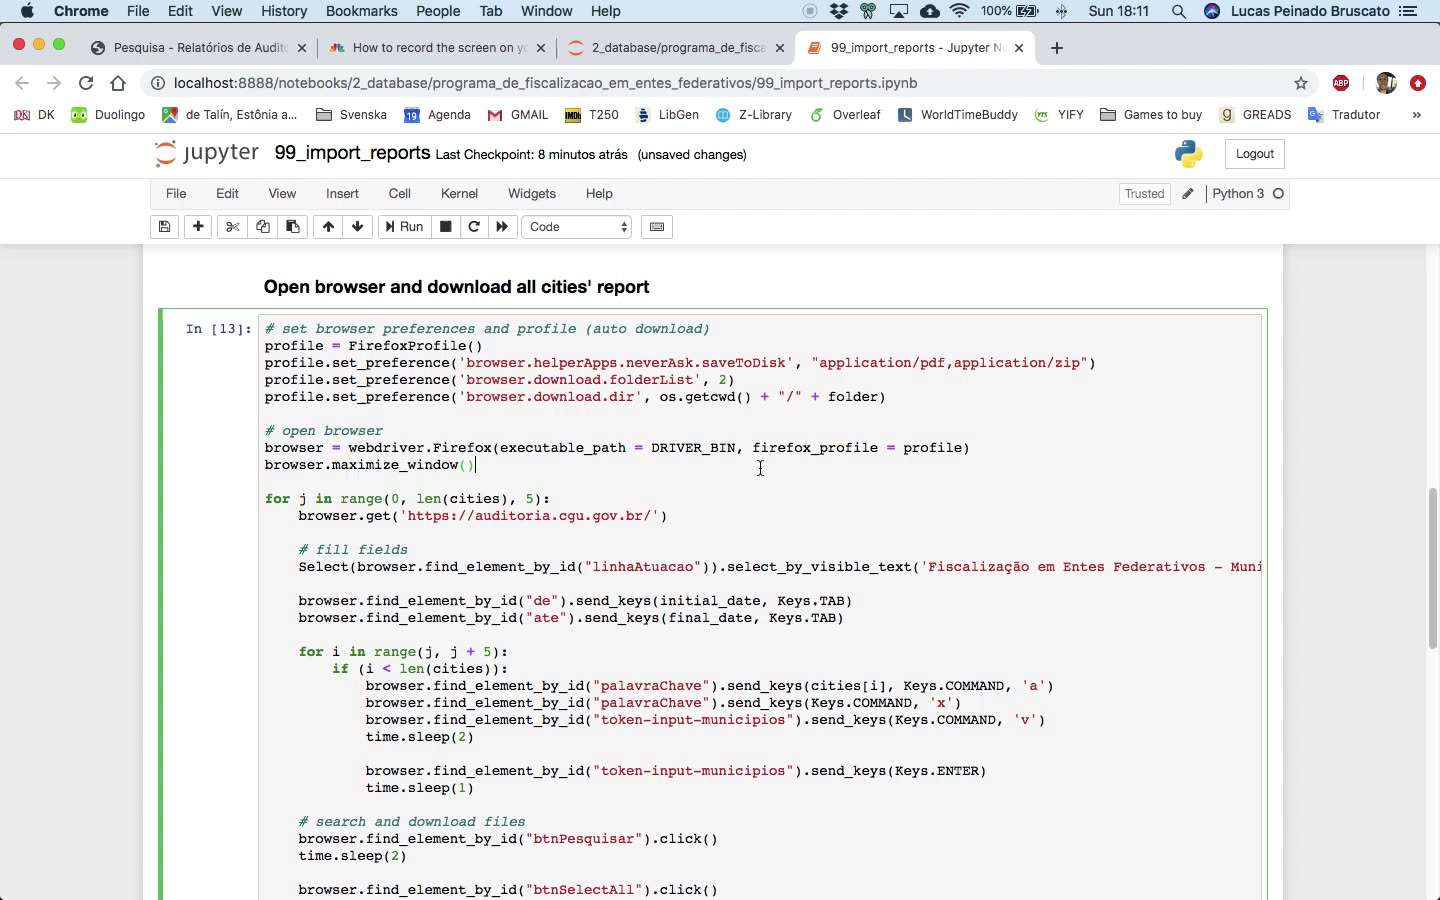 Chrome File Edit View History Bookmarks People Tab Window Help 100% Sun 18:11 Lucas Peinado Bruscato
Pesquisa - Relatórios de Audito How to record the screen on yo 2_database/programa_de_fisca 99_import_reports - Jupyter No
localhost:8888/notebooks/2_database/programa_de_fiscalizacao_em_entes_federativos/99_import_reports.ipynb ABP
DK DK Duolingo de Talín, Estônia a... Svenska 19 Agenda GMAIL IMDb T250 LibGen Z-Library Overleaf WorldTimeBuddy YIFY Games to buy GREADS Tradutor »
jupyter 99_import_reports Last Checkpoint: 8 minutos atrás (unsaved changes) Logout
File Edit View Insert Cell Kernel Widgets Help Trusted Python 3
Run Code
Open browser and download all cities' report
In [13]: # set browser preferences and profile (auto download)
profile = FirefoxProfile()
profile.set_preference('browser.helperApps.neverAsk.saveToDisk', "application/pdf,application/zip")
profile.set_preference('browser.download.folderList', 2)
profile.set_preference('browser.download.dir', os.getcwd() + "/" + folder)
# open browser
browser = webdriver.Firefox(executable_path = DRIVER_BIN, firefox_profile = profile)
browser.maximize_window()
for j in range(0, len(cities), 5):
browser.get('https://auditoria.cgu.gov.br/')
# fill fields
Select(browser.find_element_by_id("linhaAtuacao")).select_by_visible_text('Fiscalização em Entes Federativos - Muni
browser.find_element_by_id("de").send_keys(initial_date, Keys.TAB)
browser.find_element_by_id("ate").send_keys(final_date, Keys.TAB)
for i in range(j, j + 5):
if (i < len(cities)):
browser.find_element_by_id("palavraChave").send_keys(cities[i], Keys.COMMAND, 'a')
browser.find_element_by_id("palavraChave").send_keys(Keys.COMMAND, 'x')
browser.find_element_by_id("token-input-municipios").send_keys(Keys.COMMAND, 'v')
time.sleep(2)
browser.find_element_by_id("token-input-municipios").send_keys(Keys.ENTER)
time.sleep(1)
# search and download files
browser.find_element_by_id("btnPesquisar").click()
time.sleep(2)
browser.find_element_by_id("btnSelectAll").click()